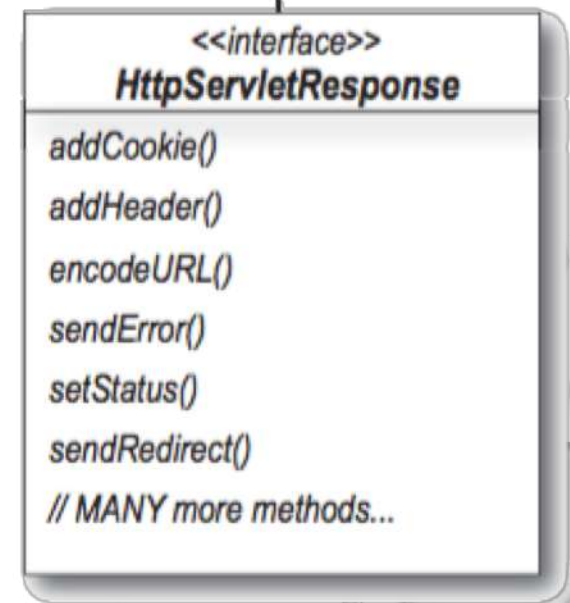 <<interface>>
HttpServletResponse
addCookie()
addHeader()
encodeURL()
sendError()
setStatus()
sendRedirect()
// MANY more methods...